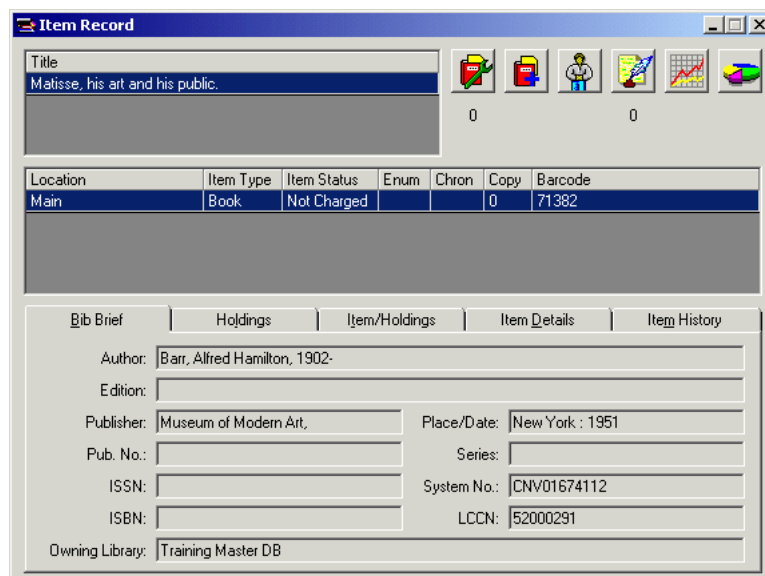 Item Record
Title
Matisse, his art and his public.
0 0
Location Item Type Item Status Enum Chron Copy Barcode
Main Book Not Charged 0 71382
Bib Brief Holdings Item/Holdings Item Details Item History
Author: Barr, Alfred Hamilton, 1902-
Edition:
Publisher: Museum of Modern Art, Place/Date: New York : 1951
Pub. No.: Series:
ISSN: System No.: CNV01674112
ISBN: LCCN: 52000291
Owning Library: Training Master DB